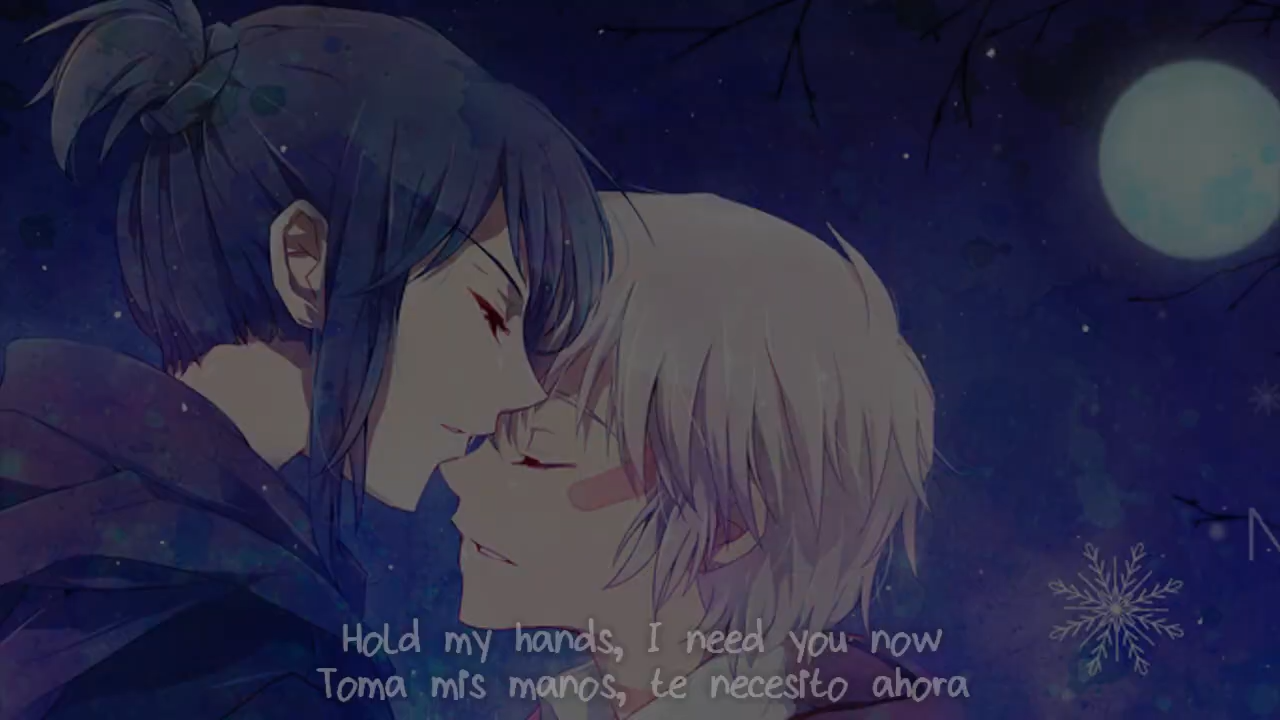 Hold my hands, I need you now
Toma mis manos, te necesito ahora
N